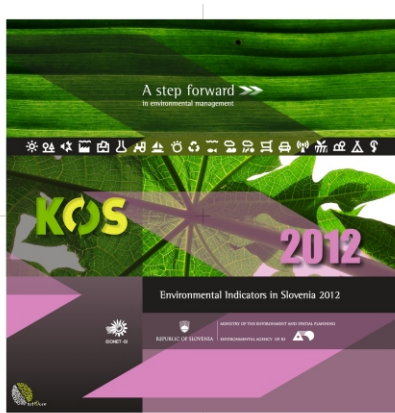 A step forward
in environmental management
KOS
2012
Environmental Indicators in Slovenia 2012
EIONET-SI
REPUBLIC OF SLOVENIA
MINISTRY OF THE ENVIRONMENT AND SPATIAL PLANNING
ENVIRONMENTAL AGENCY OF RS